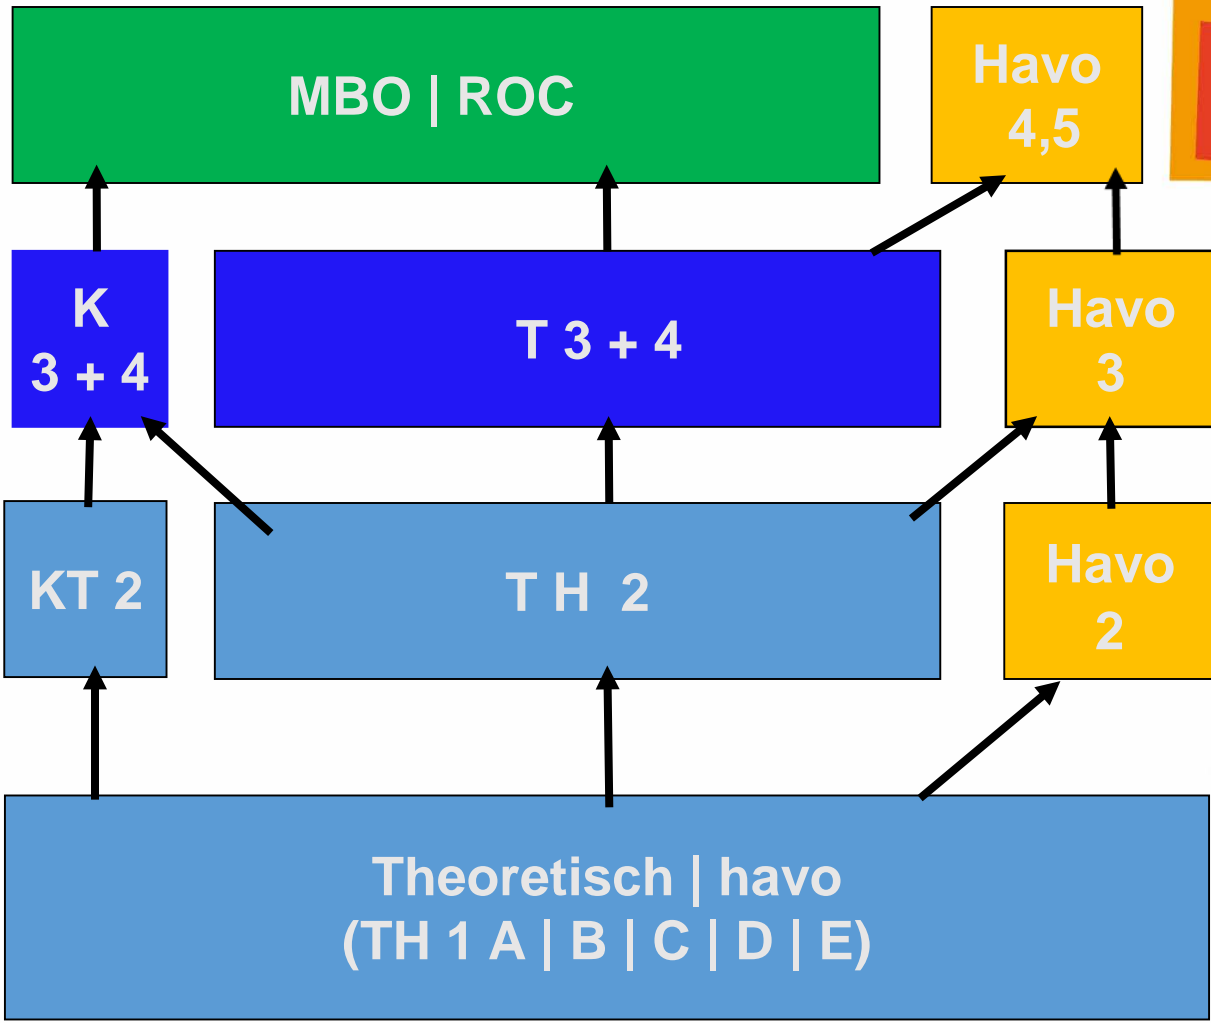 MBO | ROC
Havo
4,5
K
3 + 4
T 3 + 4
Havo
3
KT 2
T H  2
Havo
2
Theoretisch | havo
(TH 1 A | B | C | D | E)